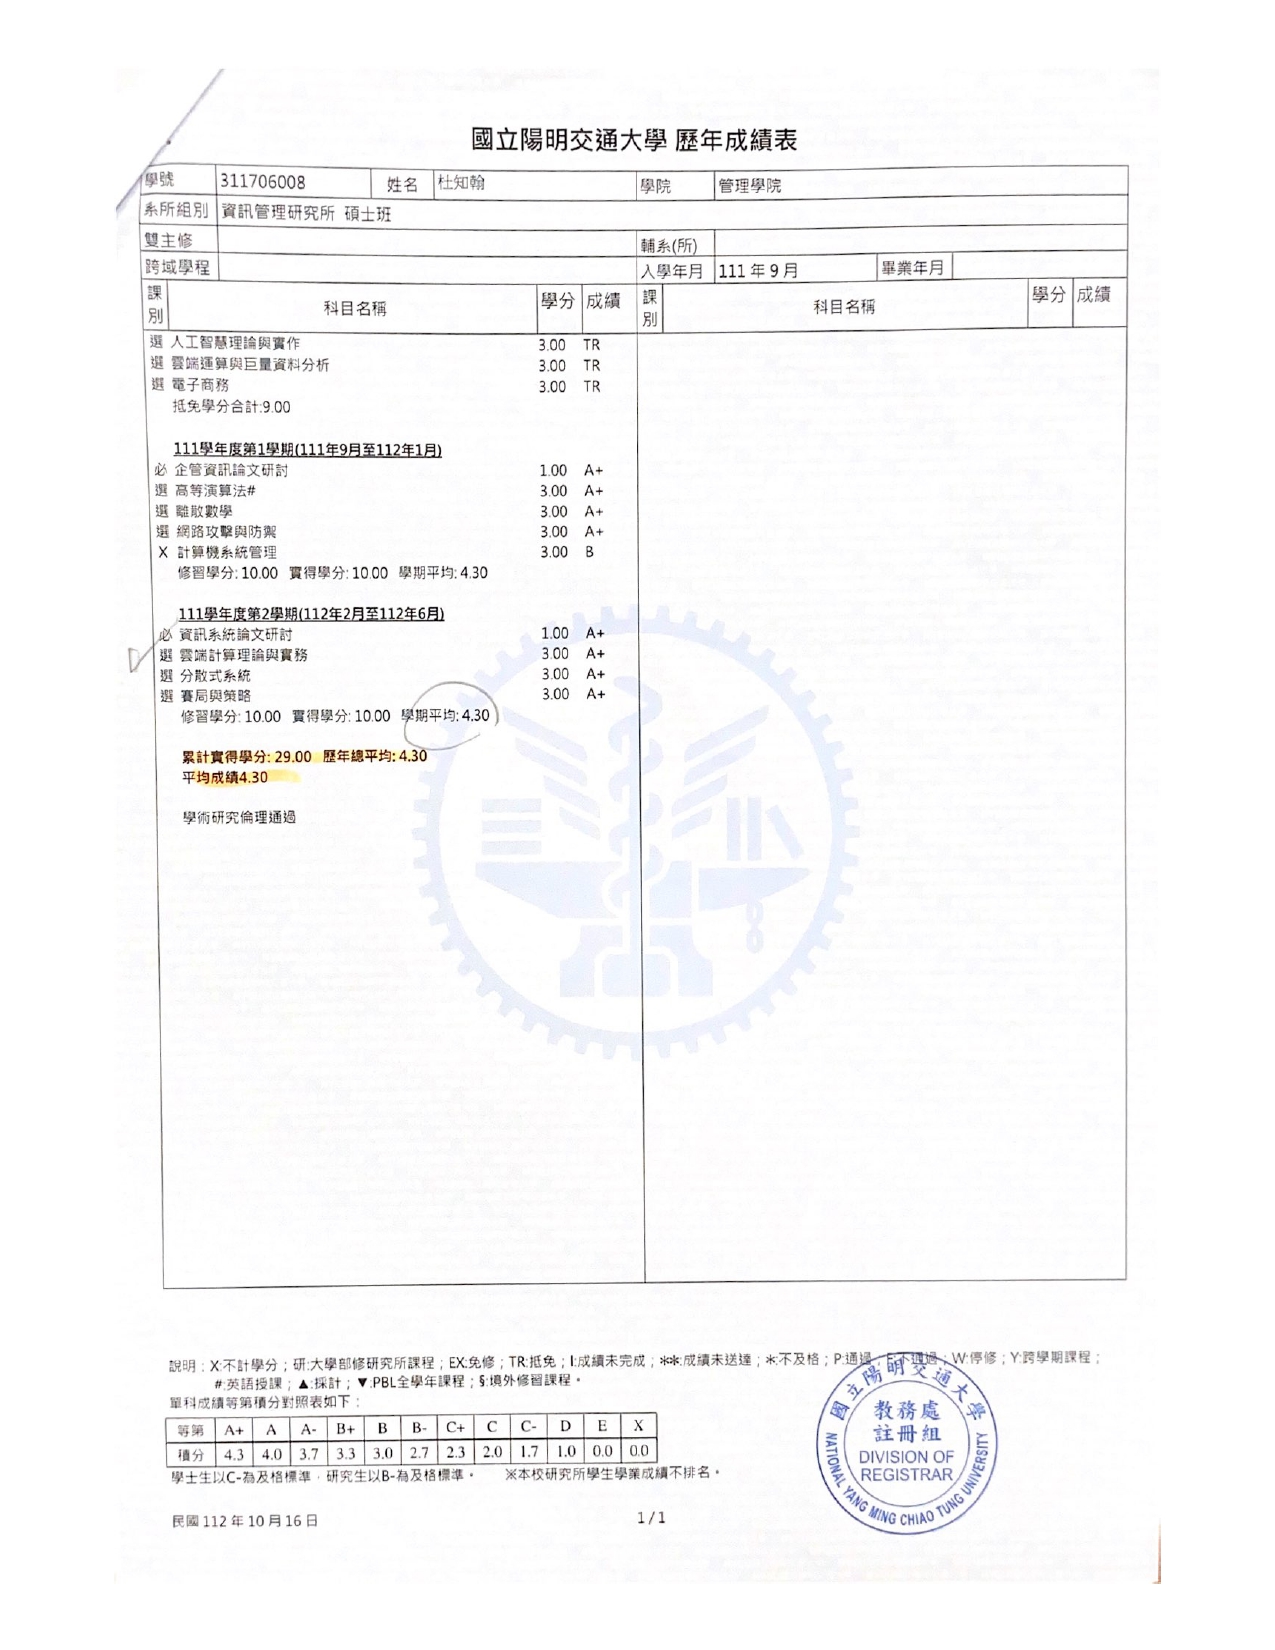 國立陽明交通大學 歷年成績表
學號 311706008 姓名 杜知翰 學院 管理學院
系所組別 資訊管理研究所 碩士班
雙主修 輔系(所)
跨域學程 入學年月 111 年 9 月 畢業年月
課別 科目名稱 學分 成績 課別 科目名稱 學分 成績
選 人工智慧理論與實作 3.00 TR
選 雲端運算與巨量資料分析 3.00 TR
選 電子商務 3.00 TR
抵免學分合計:9.00
111學年度第1學期(111年9月至112年1月)
必 企管資訊論文研討 1.00 A+
選 高等演算法# 3.00 A+
選 離散數學 3.00 A+
選 網路攻擊與防禦 3.00 A+
X 計算機系統管理 3.00 B
修習學分: 10.00 實得學分: 10.00 學期平均: 4.30
111學年度第2學期(112年2月至112年6月)
必 資訊系統論文研討 1.00 A+
選 雲端計算理論與實務 3.00 A+
選 分散式系統 3.00 A+
選 賽局與策略 3.00 A+
修習學分: 10.00 實得學分: 10.00 學期平均: 4.30
累計實得學分: 29.00 歷年總平均: 4.30
平均成績4.30
學術研究倫理通過
說明：X:不計學分；研:大學部修研究所課程；EX:免修；TR:抵免；I:成績未完成；**:成績未送達；*:不及格；P:通過；F:不通過；W:停修；Y:跨學期課程；
#:英語授課；▲:採計；▼:PBL全學年課程；§:境外修習課程。
單科成績等第積分對照表如下：
等第 A+ A A- B+ B B- C+ C C- D E X
積分 4.3 4.0 3.7 3.3 3.0 2.7 2.3 2.0 1.7 1.0 0.0 0.0
學士生以C-為及格標準，研究生以B-為及格標準。 ※本校研究所學生學業成績不排名。
國立陽明交通大學
教務處
註冊組
DIVISION OF
REGISTRAR
NATIONAL YANG MING CHIAO TUNG UNIVERSITY
民國 112 年 10 月 16 日 1/1